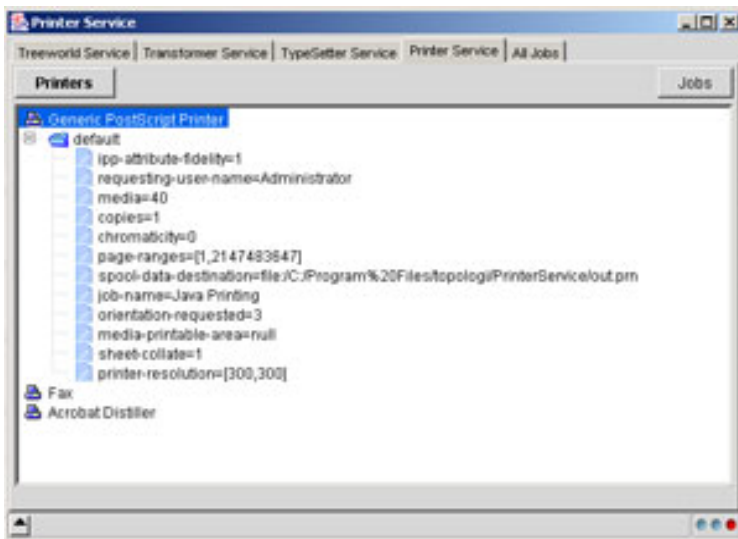 Printer Service
Treeworld Service Transformer Service TypeSetter Service Printer Service All Jobs
Printers Jobs
Generic PostScript Printer
default
ipp-attribute-fidelity=1
requesting-user-name=Administrator
media=40
copies=1
chromaticity=0
page-ranges=[1,2147483647]
spool-data-destination=file:/C:/Program%20Files/topologi/PrinterService/out.prn
job-name=Java Printing
orientation-requested=3
media-printable-area=null
sheet-collate=1
printer-resolution=[300,300]
Fax
Acrobat Distiller